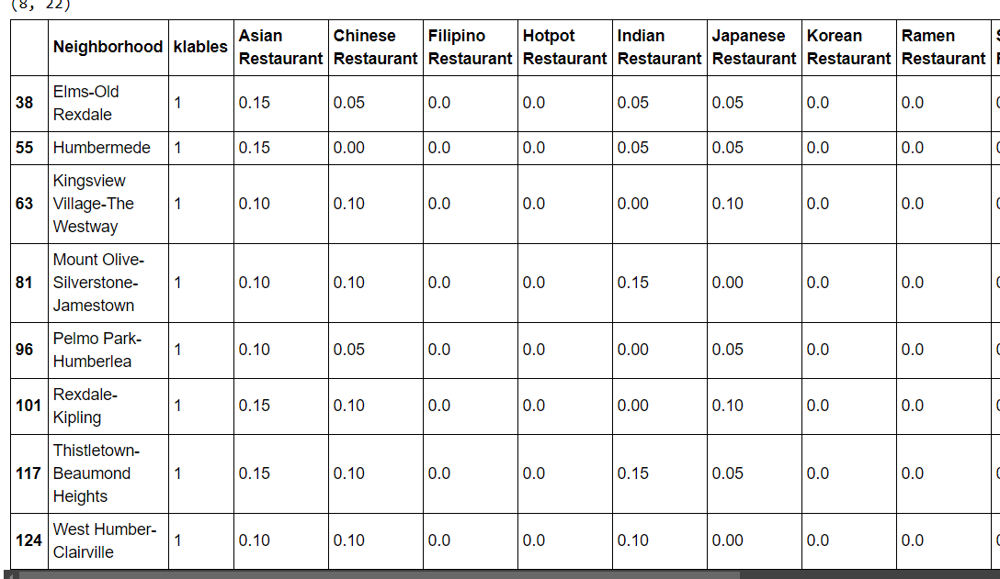 (8, 22)
Neighborhood klables Asian Restaurant Chinese Restaurant Filipino Restaurant Hotpot Restaurant Indian Restaurant Japanese Restaurant Korean Restaurant Ramen Restaurant
38 Elms-Old Rexdale 1 0.15 0.05 0.0 0.0 0.05 0.05 0.0 0.0
55 Humbermede 1 0.15 0.00 0.0 0.0 0.05 0.05 0.0 0.0
63 Kingsview Village-The Westway 1 0.10 0.10 0.0 0.0 0.00 0.10 0.0 0.0
81 Mount Olive-Silverstone-Jamestown 1 0.10 0.10 0.0 0.0 0.15 0.00 0.0 0.0
96 Pelmo Park-Humberlea 1 0.10 0.05 0.0 0.0 0.00 0.05 0.0 0.0
101 Rexdale-Kipling 1 0.15 0.10 0.0 0.0 0.00 0.10 0.0 0.0
117 Thistletown-Beaumond Heights 1 0.15 0.10 0.0 0.0 0.15 0.05 0.0 0.0
124 West Humber-Clairville 1 0.10 0.10 0.0 0.0 0.10 0.00 0.0 0.0